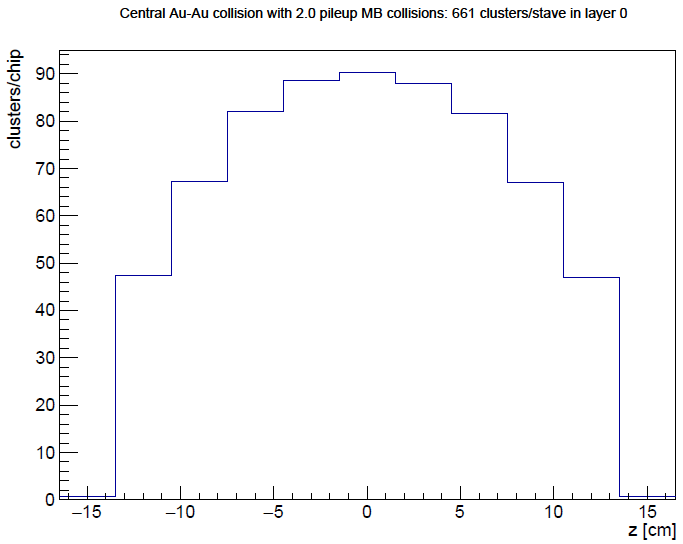 Central Au-Au collision with 2.0 pileup MB collisions: 661 clusters/stave in layer 0
clusters/chip
90
80
70
60
50
40
30
20
10
0
−15 −10 −5 0 5 10 15
z [cm]